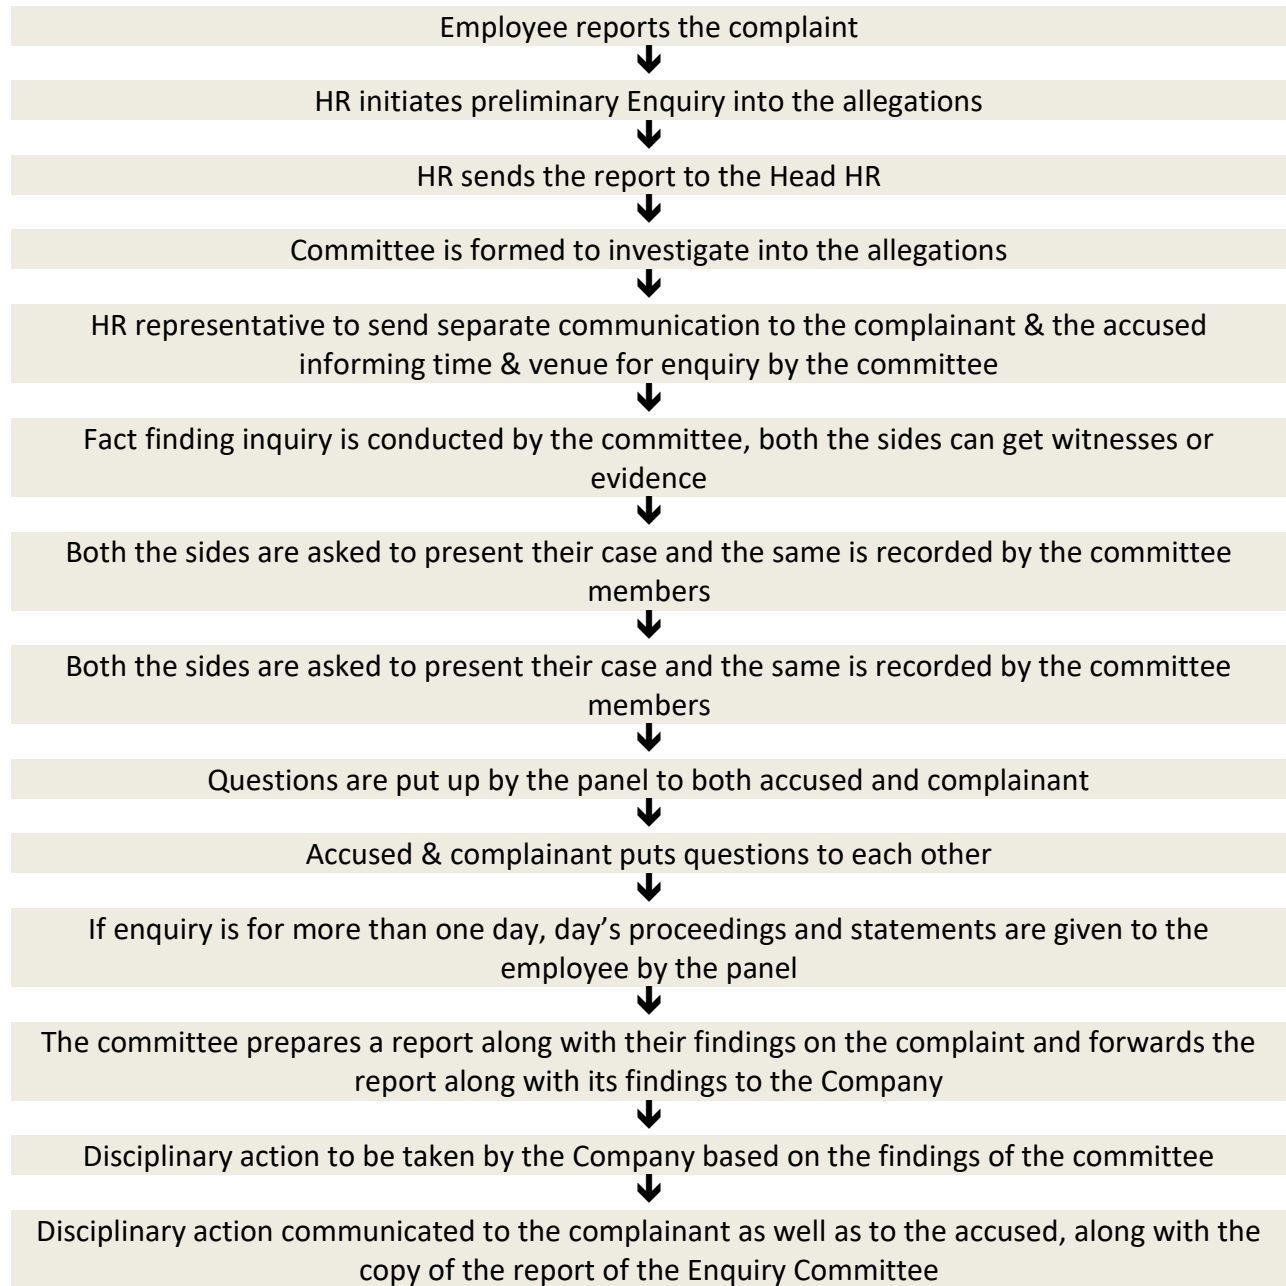 Employee reports the complaint
HR initiates preliminary Enquiry into the allegations
HR sends the report to the Head HR
Committee is formed to investigate into the allegations
HR representative to send separate communication to the complainant & the accused
informing time & venue for enquiry by the committee
Fact finding inquiry is conducted by the committee, both the sides can get witnesses or
evidence
Both the sides are asked to present their case and the same is recorded by the committee
members
Both the sides are asked to present their case and the same is recorded by the committee
members
Questions are put up by the panel to both accused and complainant
Accused & complainant puts questions to each other
If enquiry is for more than one day, day’s proceedings and statements are given to the
employee by the panel
The committee prepares a report along with their findings on the complaint and forwards the
report along with its findings to the Company
Disciplinary action to be taken by the Company based on the findings of the committee
Disciplinary action communicated to the complainant as well as to the accused, along with the
copy of the report of the Enquiry Committee